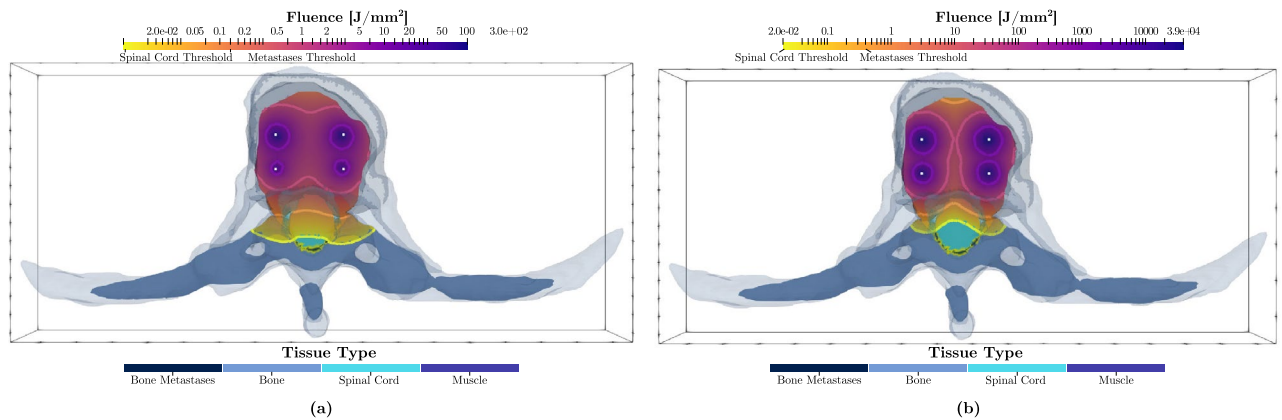 Fluence [J/mm²]
2.0e-02 0.05 0.1 0.2 0.5 1 2 5 10 20 50 100 3.0e+02
Spinal Cord Threshold Metastases Threshold
Tissue Type
Bone Metastases Bone Spinal Cord Muscle
(a)
Fluence [J/mm²]
2.0e-02 0.1 1 10 100 1000 10000 3.9e+04
Spinal Cord Threshold Metastases Threshold
Tissue Type
Bone Metastases Bone Spinal Cord Muscle
(b)